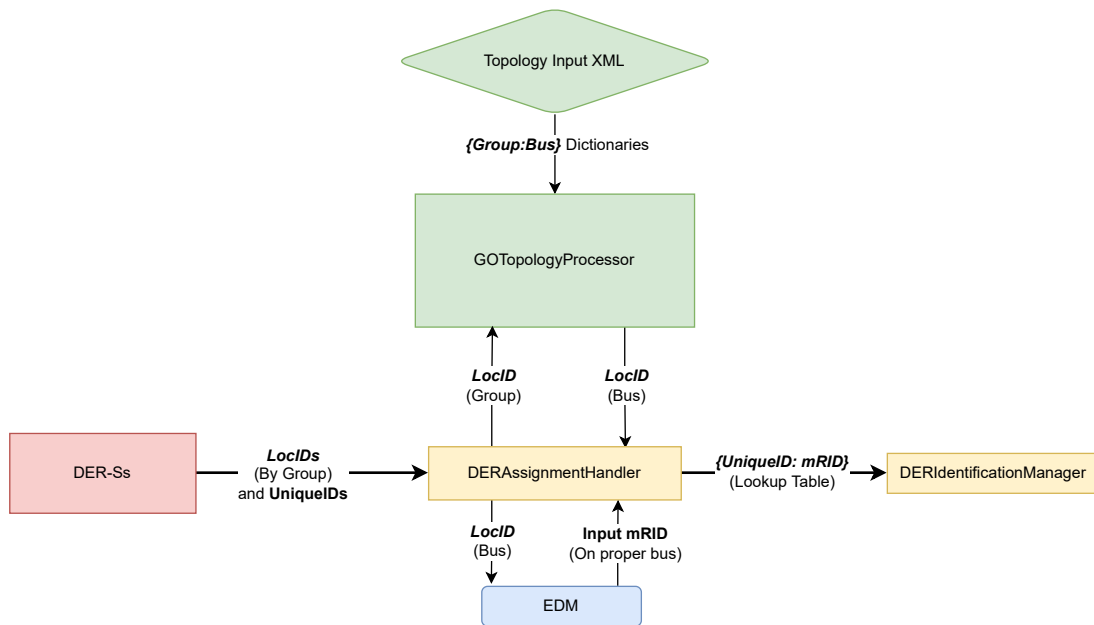 Topology Input XML
{Group:Bus} Dictionaries
GOTopologyProcessor
LocID
(Group)
LocID
(Bus)
DER-Ss
LocIDs
(By Group)
and UniqueIDs
DERAssignmentHandler
{UniqueID: mRID}
(Lookup Table)
DERIdentificationManager
LocID
(Bus)
Input mRID
(On proper bus)
EDM